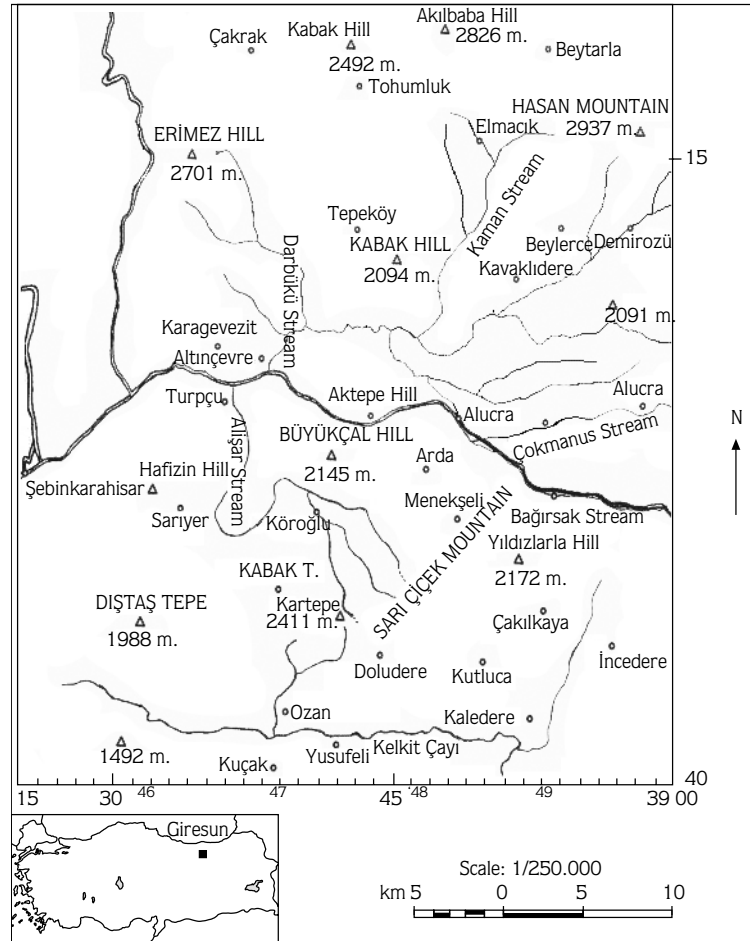 Akılbaba Hill
2826 m.
Kabak Hill
2492 m.
Çakrak
Beytarla
Tohumluk
HASAN MOUNTAIN
2937 m.
Elmacık
ERİMEZ HILL
2701 m.
15
Kaman Stream
Tepeköy
KABAK HILL
2094 m.
Beylerce
Demirozü
Kavaklıdere
Darbükü Stream
2091 m.
Karagevezit
Altınçevre
Turpçu
Aktepe Hill
Alucra
Alucra
Çokmanus Stream
N
Alişar Stream
BÜYÜKÇAL HILL
2145 m.
Arda
Şebinkarahisar
Hafizin Hill
Sarıyer
Köroğlu
Menekşeli
Bağırsak Stream
SARI ÇİÇEK MOUNTAIN
Yıldızlarla Hill
2172 m.
KABAK T.
Kartepe
2411 m.
DIŞTAŞ TEPE
1988 m.
Çakılkaya
Doludere
Kutluca
İncedere
Ozan
Kaledere
1492 m.
Kuçak
Yusufeli
Kelkit Çayı
40
15 30 46 47 45 48 49 39 00
Giresun
Scale: 1/250.000
km 5 0 5 10